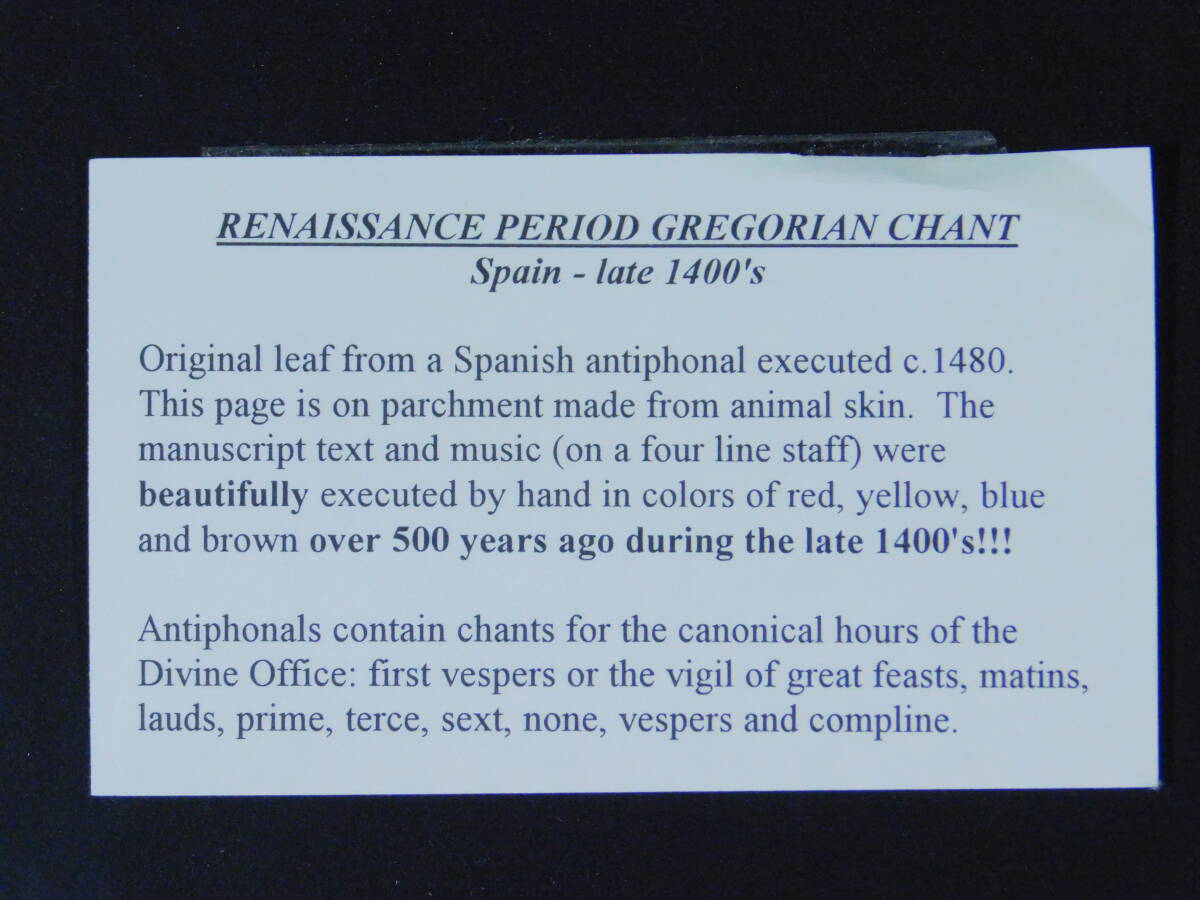 RENAISSANCE PERIOD GREGORIAN CHANT
Spain - late 1400's
Original leaf from a Spanish antiphonal executed c.1480.
This page is on parchment made from animal skin.  The
manuscript text and music (on a four line staff) were
beautifully executed by hand in colors of red, yellow, blue
and brown over 500 years ago during the late 1400's!!!
Antiphonals contain chants for the canonical hours of the
Divine Office: first vespers or the vigil of great feasts, matins,
lauds, prime, terce, sext, none, vespers and compline.